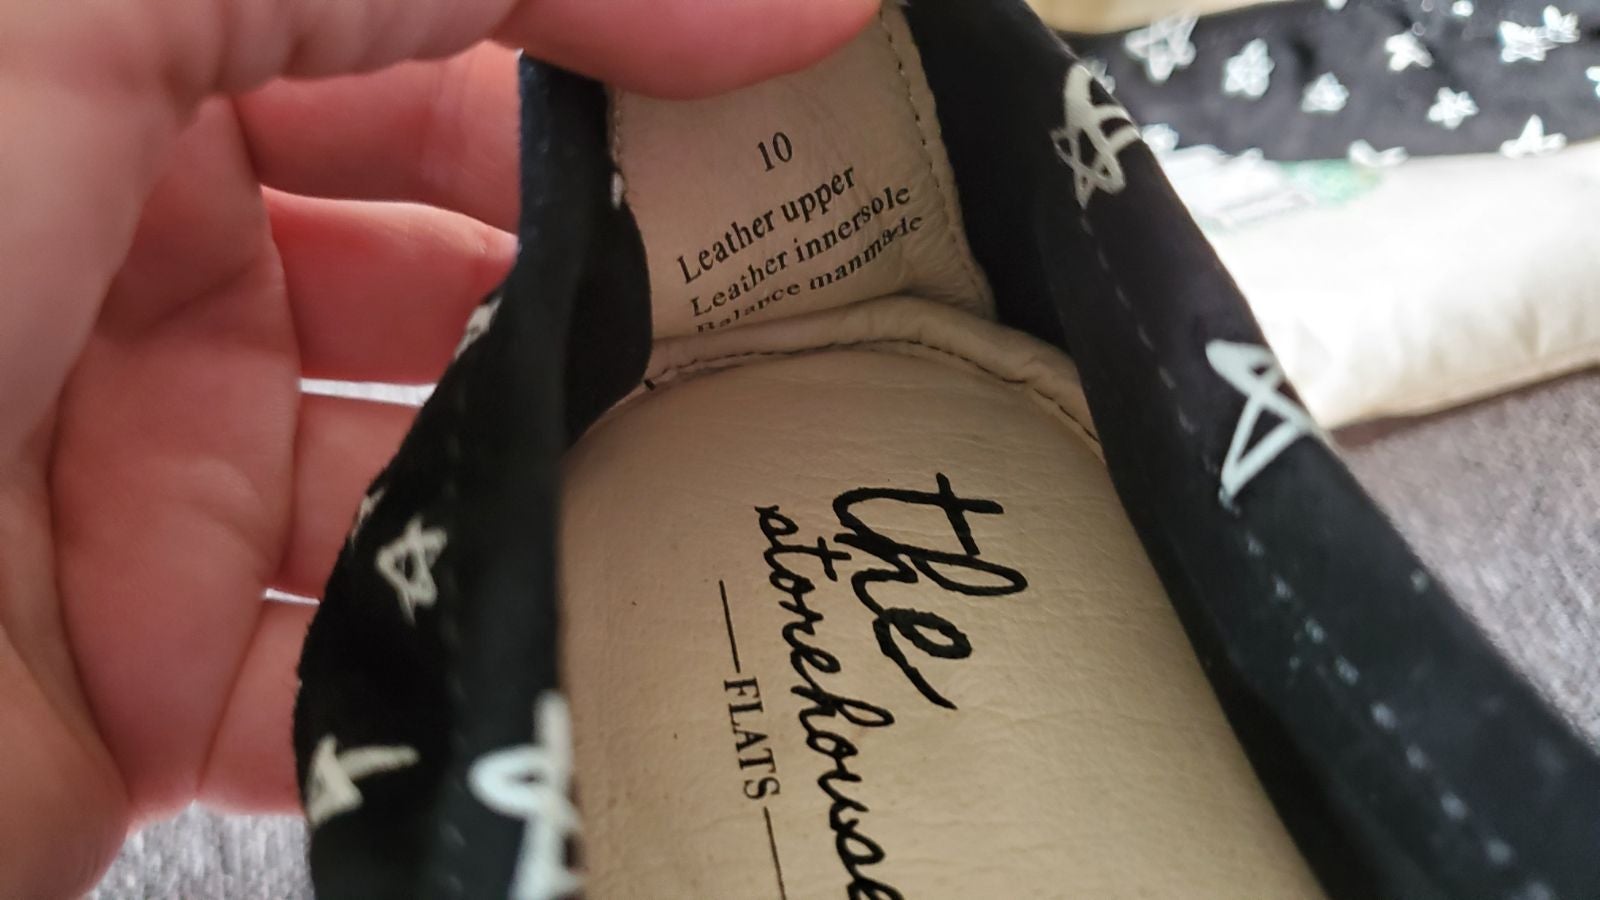 10
Leather upper
Leather innersole
Balance manmade
the
storehouse
FLATS